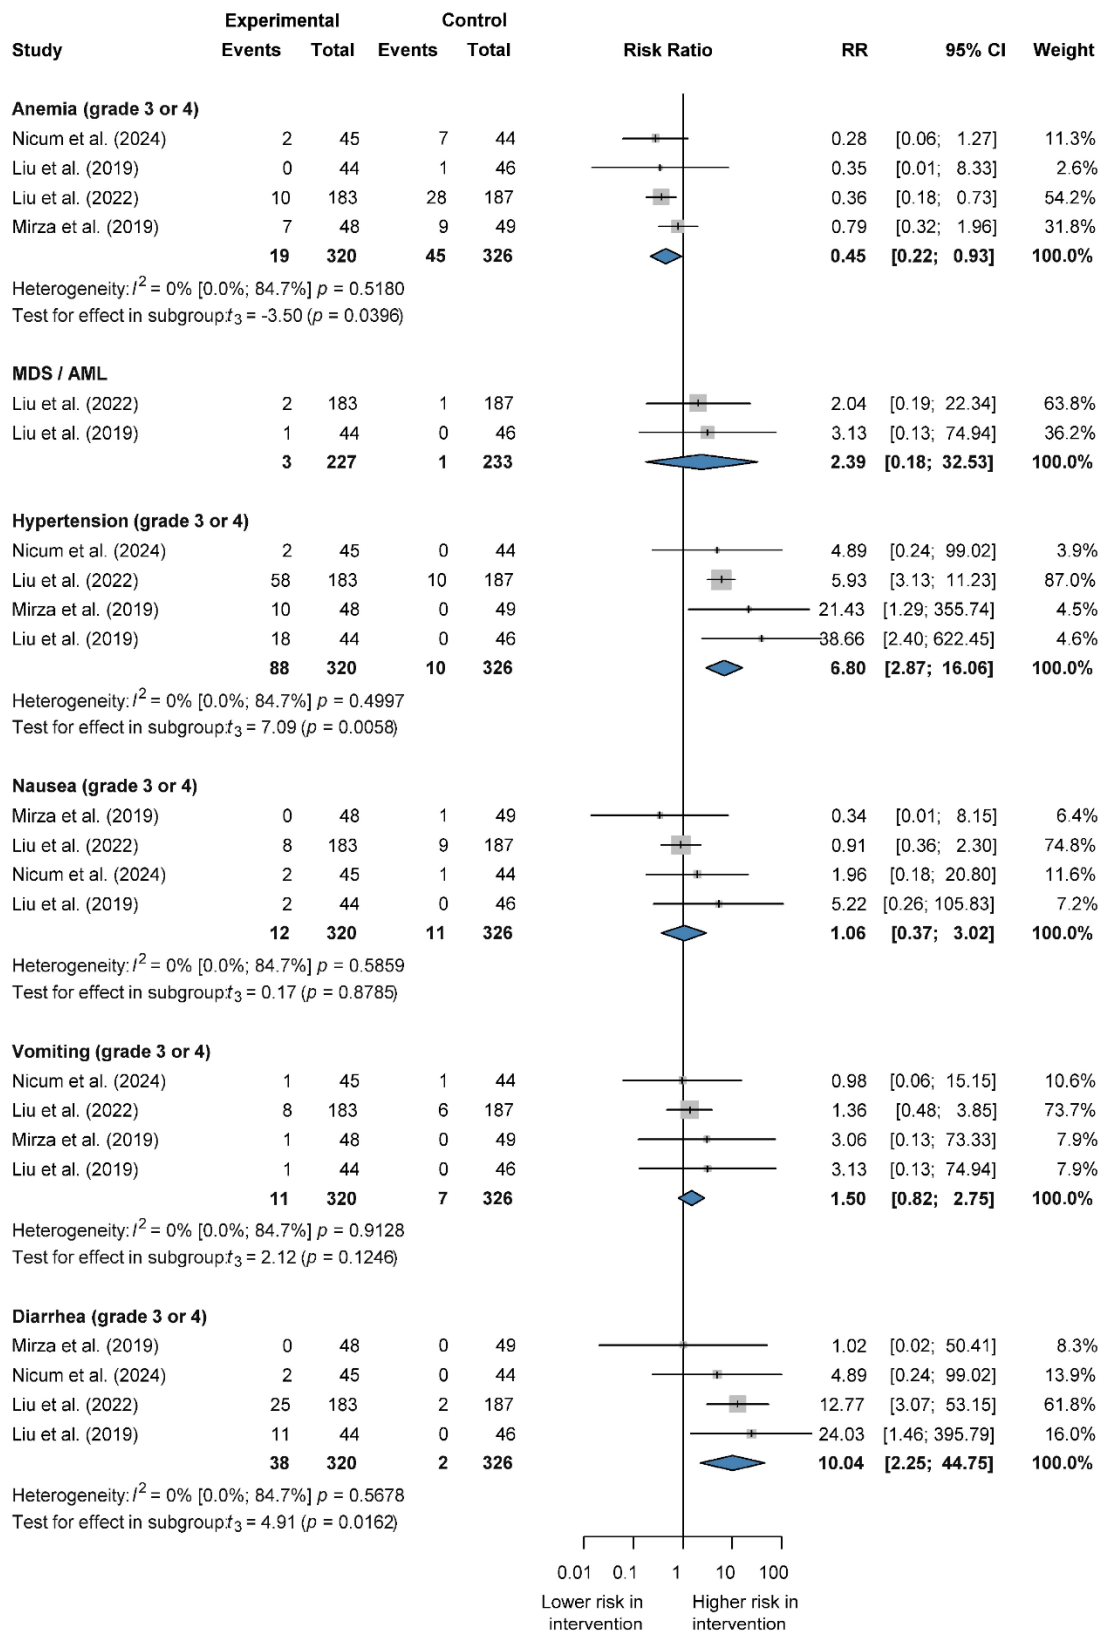 Experimental Control
Study Events Total Events Total Risk Ratio RR 95% CI Weight
Anemia (grade 3 or 4)
Nicum et al. (2024) 2 45 7 44 0.28 [0.06; 1.27] 11.3%
Liu et al. (2019) 0 44 1 46 0.35 [0.01; 8.33] 2.6%
Liu et al. (2022) 10 183 28 187 0.36 [0.18; 0.73] 54.2%
Mirza et al. (2019) 7 48 9 49 0.79 [0.32; 1.96] 31.8%
19 320 45 326 0.45 [0.22; 0.93] 100.0%
Heterogeneity: I² = 0% [0.0%; 84.7%] p = 0.5180
Test for effect in subgroup: t₃ = -3.50 (p = 0.0396)
MDS / AML
Liu et al. (2022) 2 183 1 187 2.04 [0.19; 22.34] 63.8%
Liu et al. (2019) 1 44 0 46 3.13 [0.13; 74.94] 36.2%
3 227 1 233 2.39 [0.18; 32.53] 100.0%
Hypertension (grade 3 or 4)
Nicum et al. (2024) 2 45 0 44 4.89 [0.24; 99.02] 3.9%
Liu et al. (2022) 58 183 10 187 5.93 [3.13; 11.23] 87.0%
Mirza et al. (2019) 10 48 0 49 21.43 [1.29; 355.74] 4.5%
Liu et al. (2019) 18 44 0 46 38.66 [2.40; 622.45] 4.6%
88 320 10 326 6.80 [2.87; 16.06] 100.0%
Heterogeneity: I² = 0% [0.0%; 84.7%] p = 0.4997
Test for effect in subgroup: t₃ = 7.09 (p = 0.0058)
Nausea (grade 3 or 4)
Mirza et al. (2019) 0 48 1 49 0.34 [0.01; 8.15] 6.4%
Liu et al. (2022) 8 183 9 187 0.91 [0.36; 2.30] 74.8%
Nicum et al. (2024) 2 45 1 44 1.96 [0.18; 20.80] 11.6%
Liu et al. (2019) 2 44 0 46 5.22 [0.26; 105.83] 7.2%
12 320 11 326 1.06 [0.37; 3.02] 100.0%
Heterogeneity: I² = 0% [0.0%; 84.7%] p = 0.5859
Test for effect in subgroup: t₃ = 0.17 (p = 0.8785)
Vomiting (grade 3 or 4)
Nicum et al. (2024) 1 45 1 44 0.98 [0.06; 15.15] 10.6%
Liu et al. (2022) 8 183 6 187 1.36 [0.48; 3.85] 73.7%
Mirza et al. (2019) 1 48 0 49 3.06 [0.13; 73.33] 7.9%
Liu et al. (2019) 1 44 0 46 3.13 [0.13; 74.94] 7.9%
11 320 7 326 1.50 [0.82; 2.75] 100.0%
Heterogeneity: I² = 0% [0.0%; 84.7%] p = 0.9128
Test for effect in subgroup: t₃ = 2.12 (p = 0.1246)
Diarrhea (grade 3 or 4)
Mirza et al. (2019) 0 48 0 49 1.02 [0.02; 50.41] 8.3%
Nicum et al. (2024) 2 45 0 44 4.89 [0.24; 99.02] 13.9%
Liu et al. (2022) 25 183 2 187 12.77 [3.07; 53.15] 61.8%
Liu et al. (2019) 11 44 0 46 24.03 [1.46; 395.79] 16.0%
38 320 2 326 10.04 [2.25; 44.75] 100.0%
Heterogeneity: I² = 0% [0.0%; 84.7%] p = 0.5678
Test for effect in subgroup: t₃ = 4.91 (p = 0.0162)
0.01 0.1 1 10 100
Lower risk in Higher risk in
intervention intervention